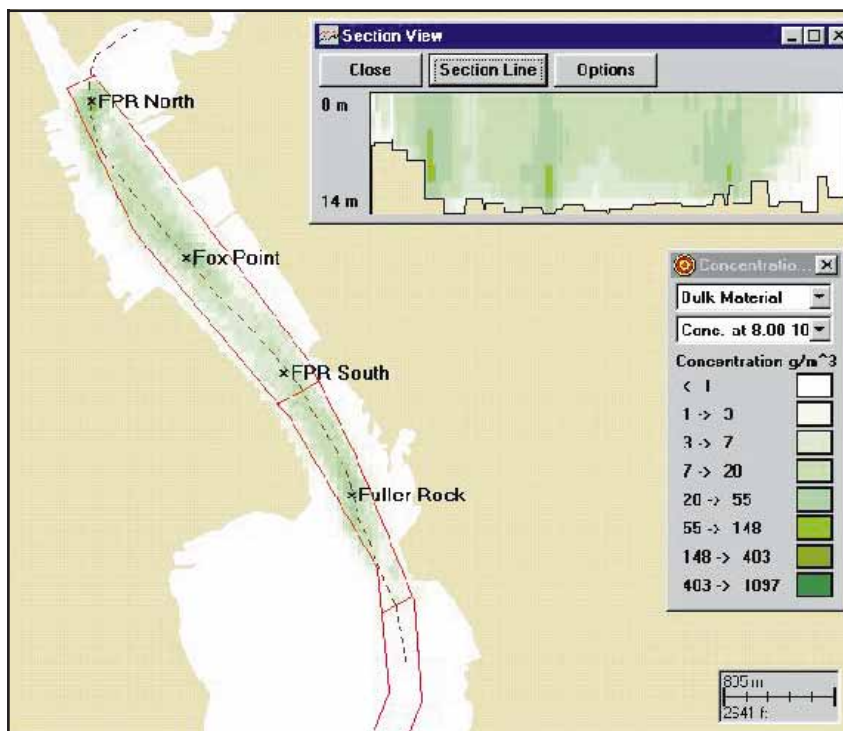 Section View
Close Section Line Options
0 m
14 m
FPR North
Fox Point
FPR South
Fuller Rock
Concentratio...
Bulk Material
Conc. at 8.00 10
Concentration g/m^3
< 1
1 -> 3
3 -> 7
7 -> 20
20 -> 55
55 -> 148
148 -> 403
403 -> 1097
805 m
2641 ft